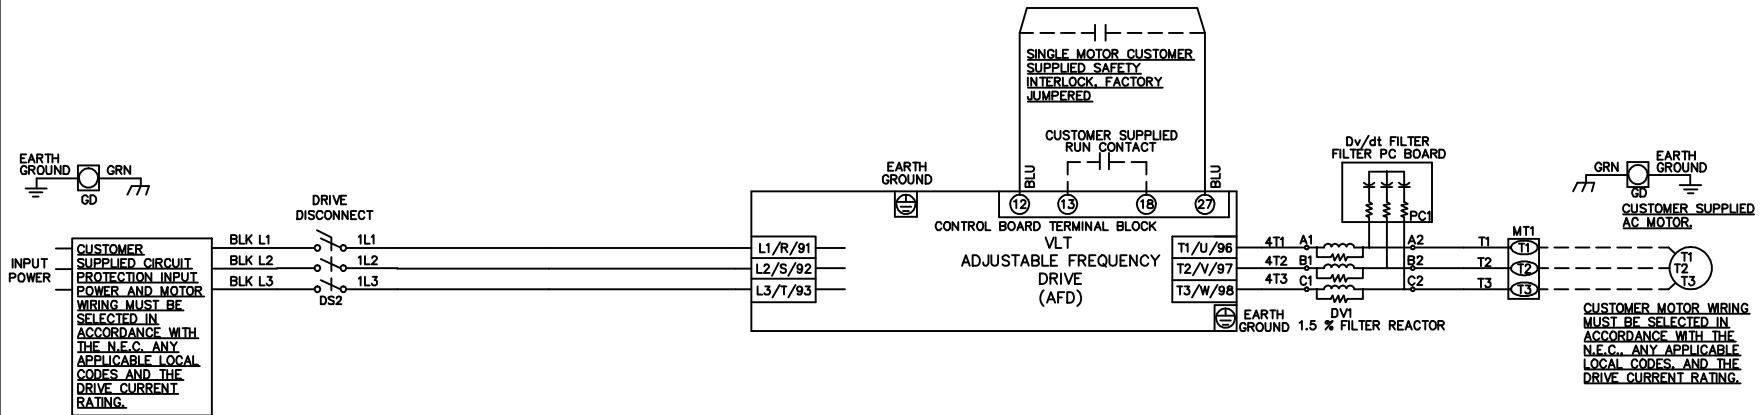 SINGLE MOTOR CUSTOMER
SUPPLIED SAFETY
INTERLOCK, FACTORY
JUMPERED
CUSTOMER SUPPLIED
RUN CONTACT
BLU
BLU
Dv/dt FILTER
FILTER PC BOARD
PC1
EARTH
GROUND
GRN
GD
EARTH
GROUND
12
13
18
27
CONTROL BOARD TERMINAL BLOCK
GRN
EARTH
GROUND
GD
CUSTOMER SUPPLIED
AC MOTOR.
DRIVE
DISCONNECT
INPUT
POWER
CUSTOMER
SUPPLIED CIRCUIT
PROTECTION INPUT
POWER AND MOTOR
WIRING MUST BE
SELECTED IN
ACCORDANCE WITH
THE N.E.C. ANY
APPLICABLE LOCAL
CODES AND THE
DRIVE CURRENT
RATING.
BLK L1
BLK L2
BLK L3
1L1
1L2
1L3
DS2
L1/R/91
L2/S/92
L3/T/93
VLT
ADJUSTABLE FREQUENCY
DRIVE
(AFD)
T1/U/96
T2/V/97
T3/W/98
EARTH
GROUND
4T1
4T2
4T3
A1
B1
C1
A2
B2
C2
DV1
1.5 % FILTER REACTOR
T1
T2
T3
MT1
T1
T2
T3
T1
T2
T3
CUSTOMER MOTOR WIRING
MUST BE SELECTED IN
ACCORDANCE WITH THE
N.E.C., ANY APPLICABLE
LOCAL CODES, AND THE
DRIVE CURRENT RATING.